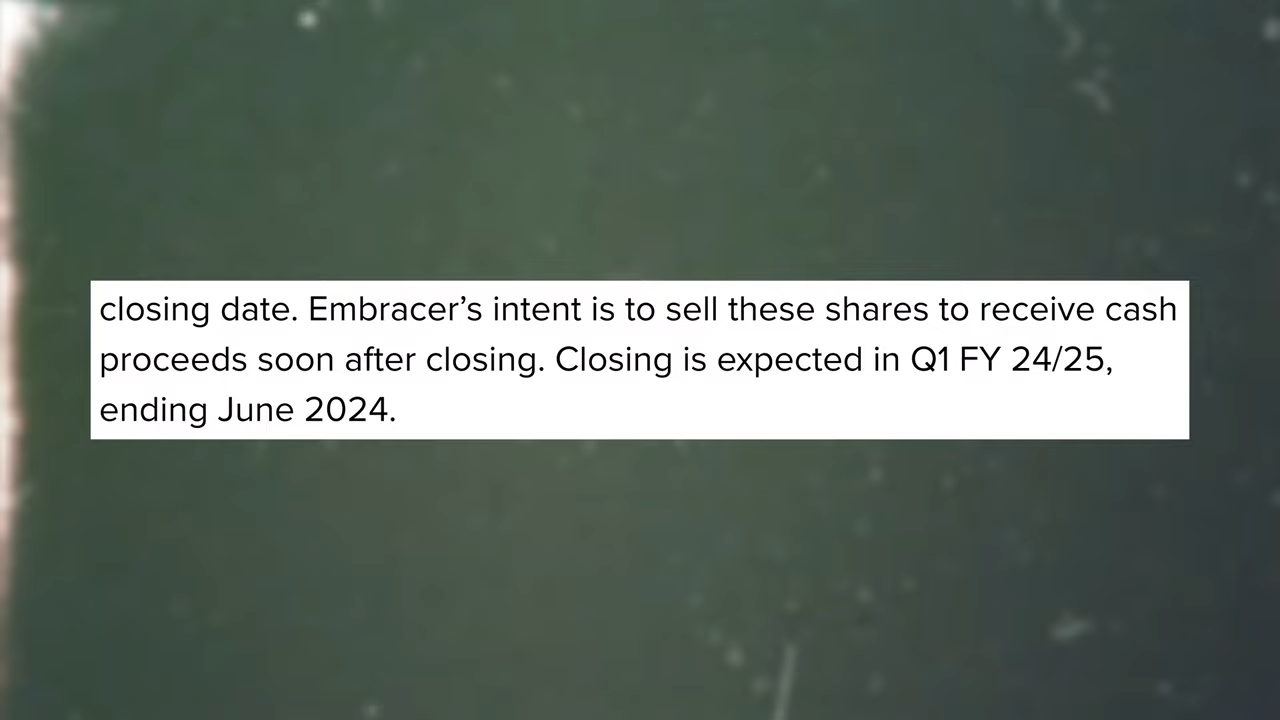 closing date. Embracer’s intent is to sell these shares to receive cash
proceeds soon after closing. Closing is expected in Q1 FY 24/25,
ending June 2024.